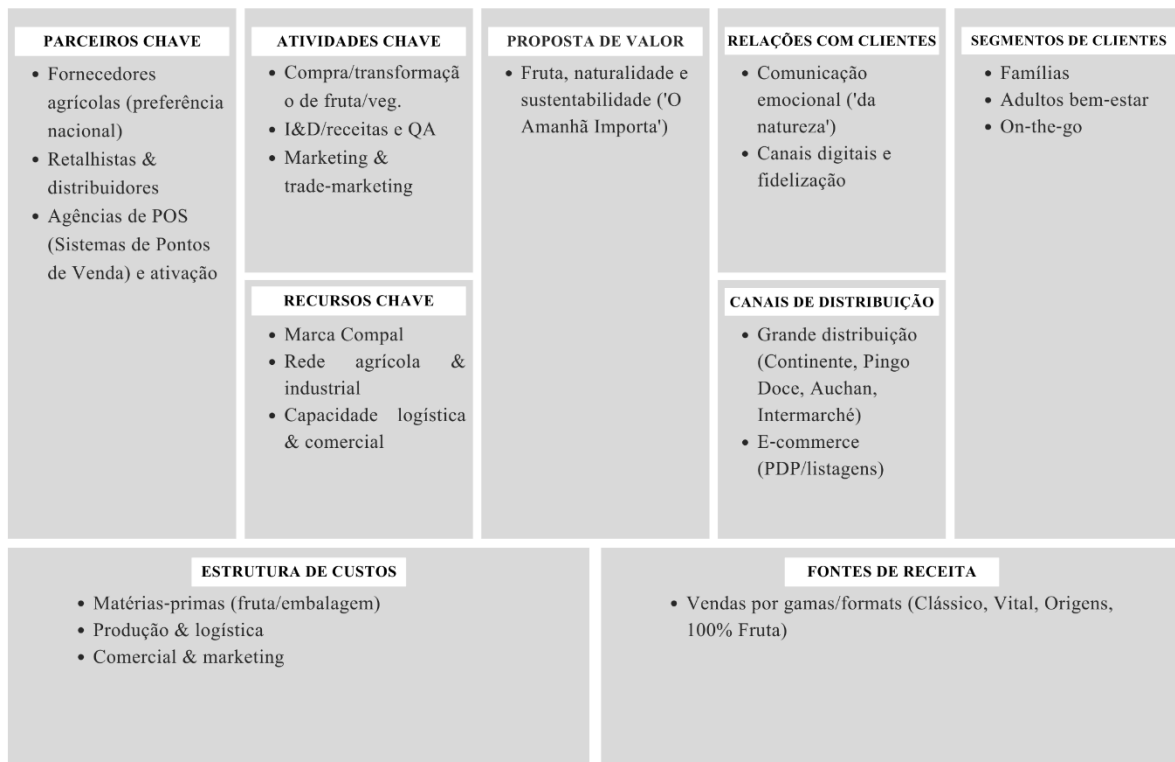 PARCEIROS CHAVE
• Fornecedores
agrícolas (preferência
nacional)
• Retalhistas &
distribuidores
• Agências de POS
(Sistemas de Pontos
de Venda) e ativação
ATIVIDADES CHAVE
• Compra/transformaçã
o de fruta/veg.
• I&D/receitas e QA
• Marketing &
trade-marketing
RECURSOS CHAVE
• Marca Compal
• Rede agrícola &
industrial
• Capacidade logística
& comercial
PROPOSTA DE VALOR
• Fruta, naturalidade e
sustentabilidade ('O
Amanhã Importa')
RELAÇÕES COM CLIENTES
• Comunicação
emocional ('da
natureza')
• Canais digitais e
fidelização
CANAIS DE DISTRIBUIÇÃO
• Grande distribuição
(Continente, Pingo
Doce, Auchan,
Intermarché)
• E-commerce
(PDP/listagens)
SEGMENTOS DE CLIENTES
• Famílias
• Adultos bem-estar
• On-the-go
ESTRUTURA DE CUSTOS
• Matérias-primas (fruta/embalagem)
• Produção & logística
• Comercial & marketing
FONTES DE RECEITA
• Vendas por gamas/formats (Clássico, Vital, Origens,
100% Fruta)